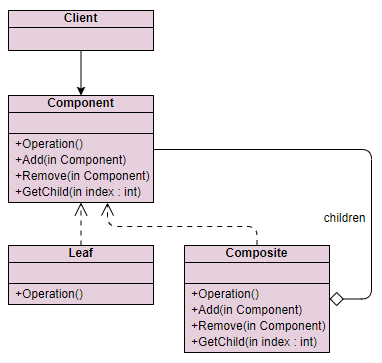 Client
Component
+Operation()
+Add(in Component)
+Remove(in Component)
+GetChild(in index : int)
children
Leaf
+Operation()
Composite
+Operation()
+Add(in Component)
+Remove(in Component)
+GetChild(in index : int)